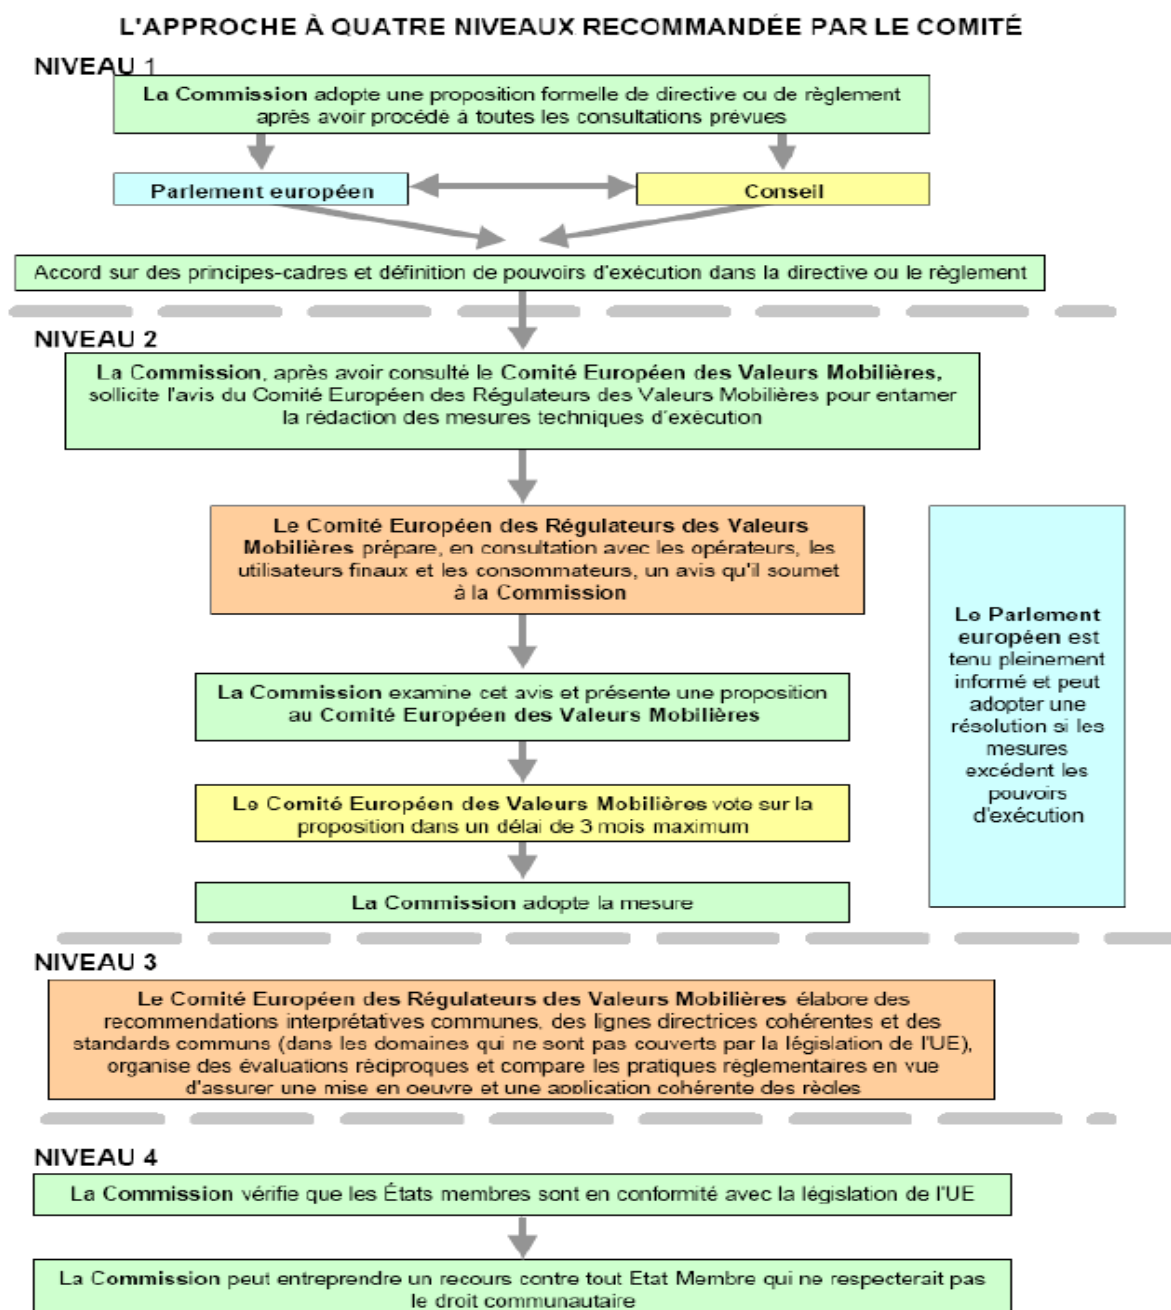 L'APPROCHE À QUATRE NIVEAUX RECOMMANDÉE PAR LE COMITÉ
NIVEAU 1
La Commission adopte une proposition formelle de directive ou de règlement
après avoir procédé à toutes les consultations prévues
Parlement européen
Conseil
Accord sur des principes-cadres et définition de pouvoirs d'exécution dans la directive ou le règlement
NIVEAU 2
La Commission, après avoir consulté le Comité Européen des Valeurs Mobilières,
sollicite l'avis du Comité Européen des Régulateurs des Valeurs Mobilières pour entamer
la rédaction des mesures techniques d'exécution
Le Comité Européen des Régulateurs des Valeurs
Mobilières prépare, en consultation avec les opérateurs, les
utilisateurs finaux et les consommateurs, un avis qu'il soumet
à la Commission
La Commission examine cet avis et présente une proposition
au Comité Européen des Valeurs Mobilières
Le Comité Européen des Valeurs Mobilières vote sur la
proposition dans un délai de 3 mois maximum
La Commission adopte la mesure
Le Parlement
européen est
tenu pleinement
informé et peut
adopter une
résolution si les
mesures
excédent les
pouvoirs
d'exécution
NIVEAU 3
Le Comité Européen des Régulateurs des Valeurs Mobilières élabore des
recommendations interprétatives communes, des lignes directrices cohérentes et des
standards communs (dans les domaines qui ne sont pas couverts par la législation de l'UE),
organise des évaluations réciproques et compare les pratiques règlementaires en vue
d'assurer une mise en oeuvre et une application cohérente des règles
NIVEAU 4
La Commission vérifie que les États membres sont en conformité avec la législation de l'UE
La Commission peut entreprendre un recours contre tout Etat Membre qui ne respecterait pas
le droit communautaire